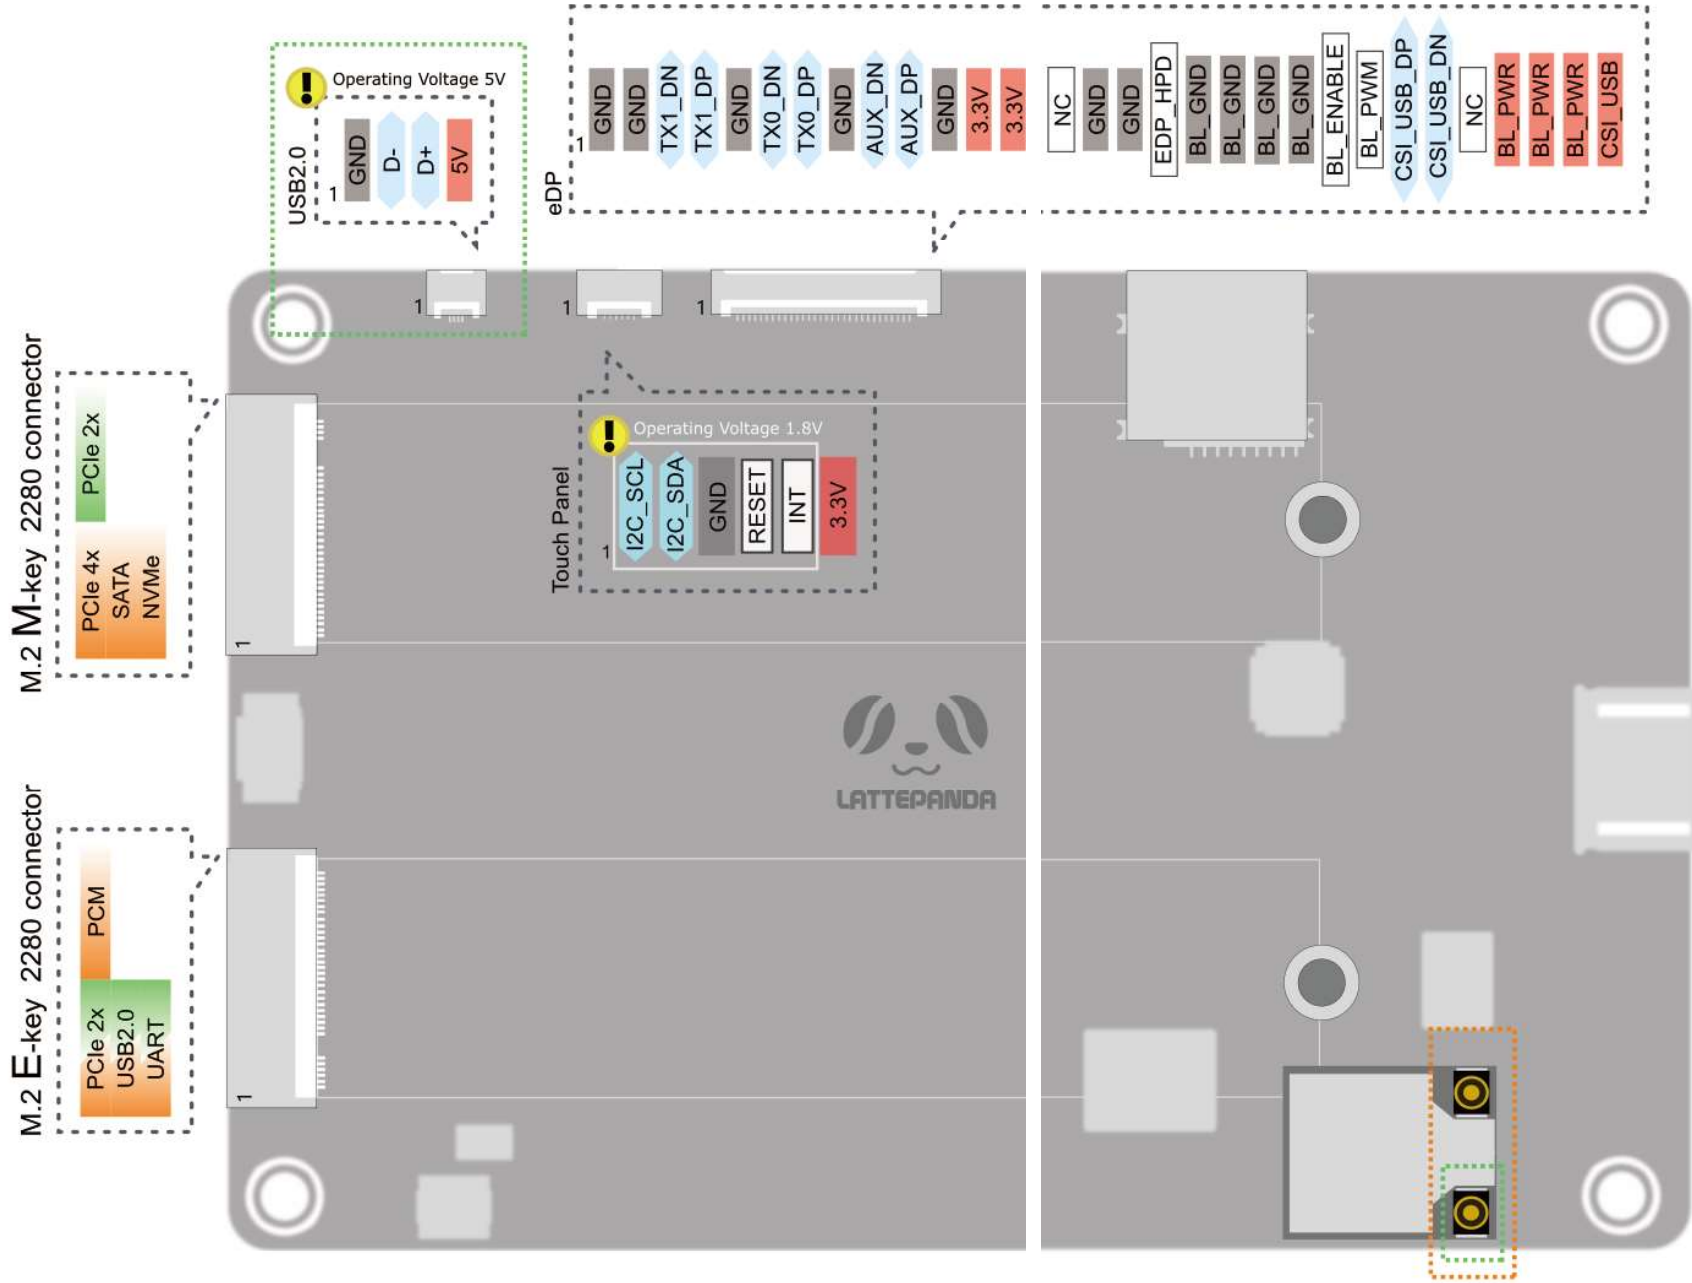 USB2.0
Operating Voltage 5V
1
GND
D-
D+
5V
eDP
1
GND
GND
TX1_DN
TX1_DP
GND
TX0_DN
TX0_DP
GND
AUX_DN
AUX_DP
GND
3.3V
3.3V
NC
GND
GND
EDP_HPD
BL_GND
BL_GND
BL_GND
BL_GND
BL_ENABLE
BL_PWM
CSI_USB_DP
CSI_USB_DN
NC
BL_PWR
BL_PWR
BL_PWR
CSI_USB
1
1
1
M.2 M-key 2280 connector
PCIe 4x
PCIe 2x
SATA
NVMe
1
Touch Panel
Operating Voltage 1.8V
1
I2C_SCL
I2C_SDA
GND
RESET
INT
3.3V
LATTEPANDA
M.2 E-key 2280 connector
PCIe 2x
PCM
USB2.0
UART
1